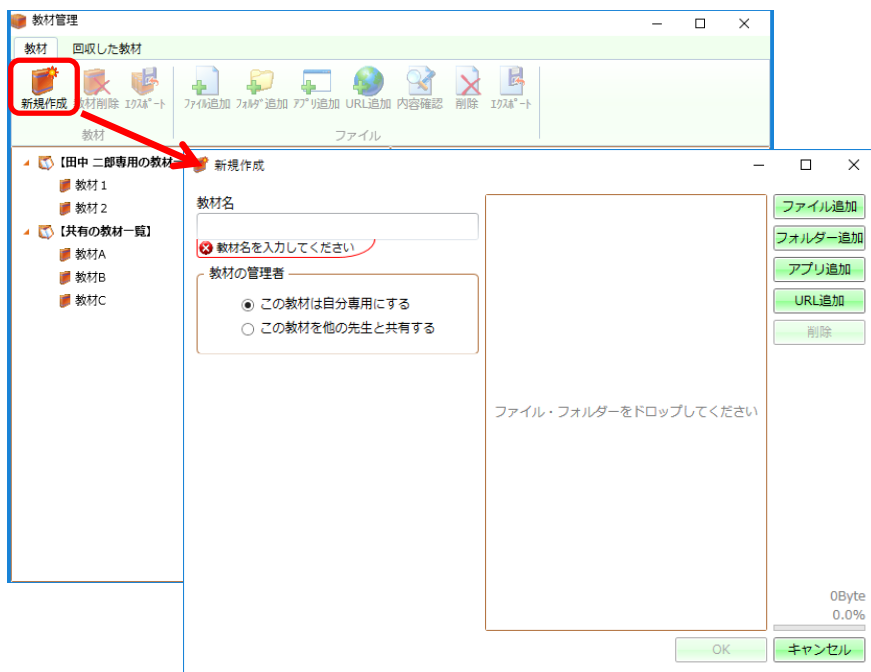 教材管理
教材 回収した教材
新規作成 教材削除 ｴｸｽﾎﾟｰﾄ ﾌｧｲﾙ追加 ﾌｫﾙﾀﾞ追加 ｱﾌﾟﾘ追加 URL追加 内容確認 削除 ｴｸｽﾎﾟｰﾄ
教材 ファイル
【田中 二郎専用の教材
教材1
教材2
【共有の教材一覧】
教材A
教材B
教材C
新規作成
教材名
教材名を入力してください
教材の管理者
この教材は自分専用にする
この教材を他の先生と共有する
ファイル・フォルダーをドロップしてください
ファイル追加
フォルダー追加
アプリ追加
URL追加
削除
0Byte
0.0%
OK キャンセル